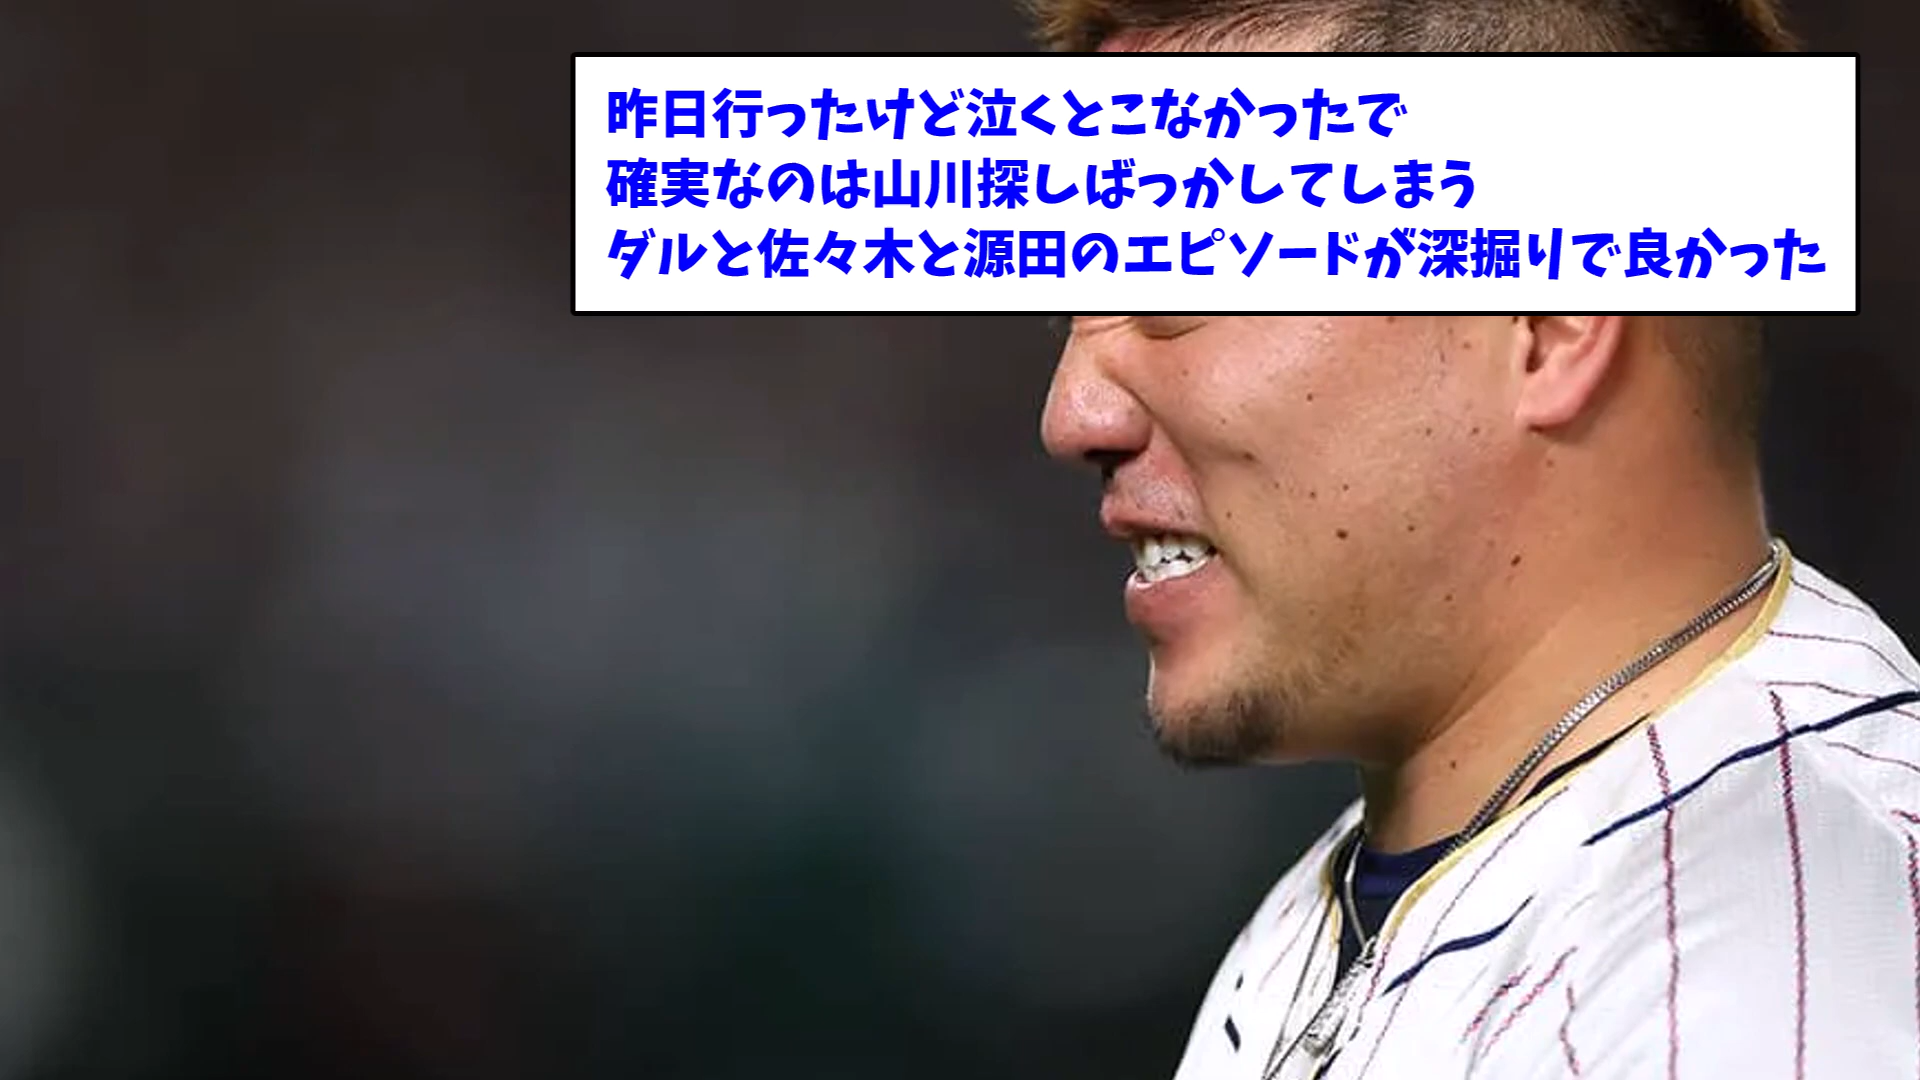 昨日行ったけど泣くとこなかったで
確実なのは山川探しばっかしてしまう
ダルと佐々木と源田のエピソードが深掘りで良かった